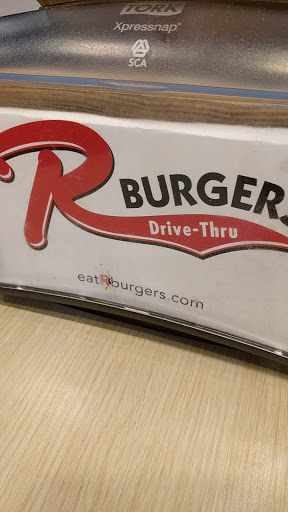 TORK
Xpressnap®
SCA
R BURGERS
Drive-Thru
eatRburgers.com